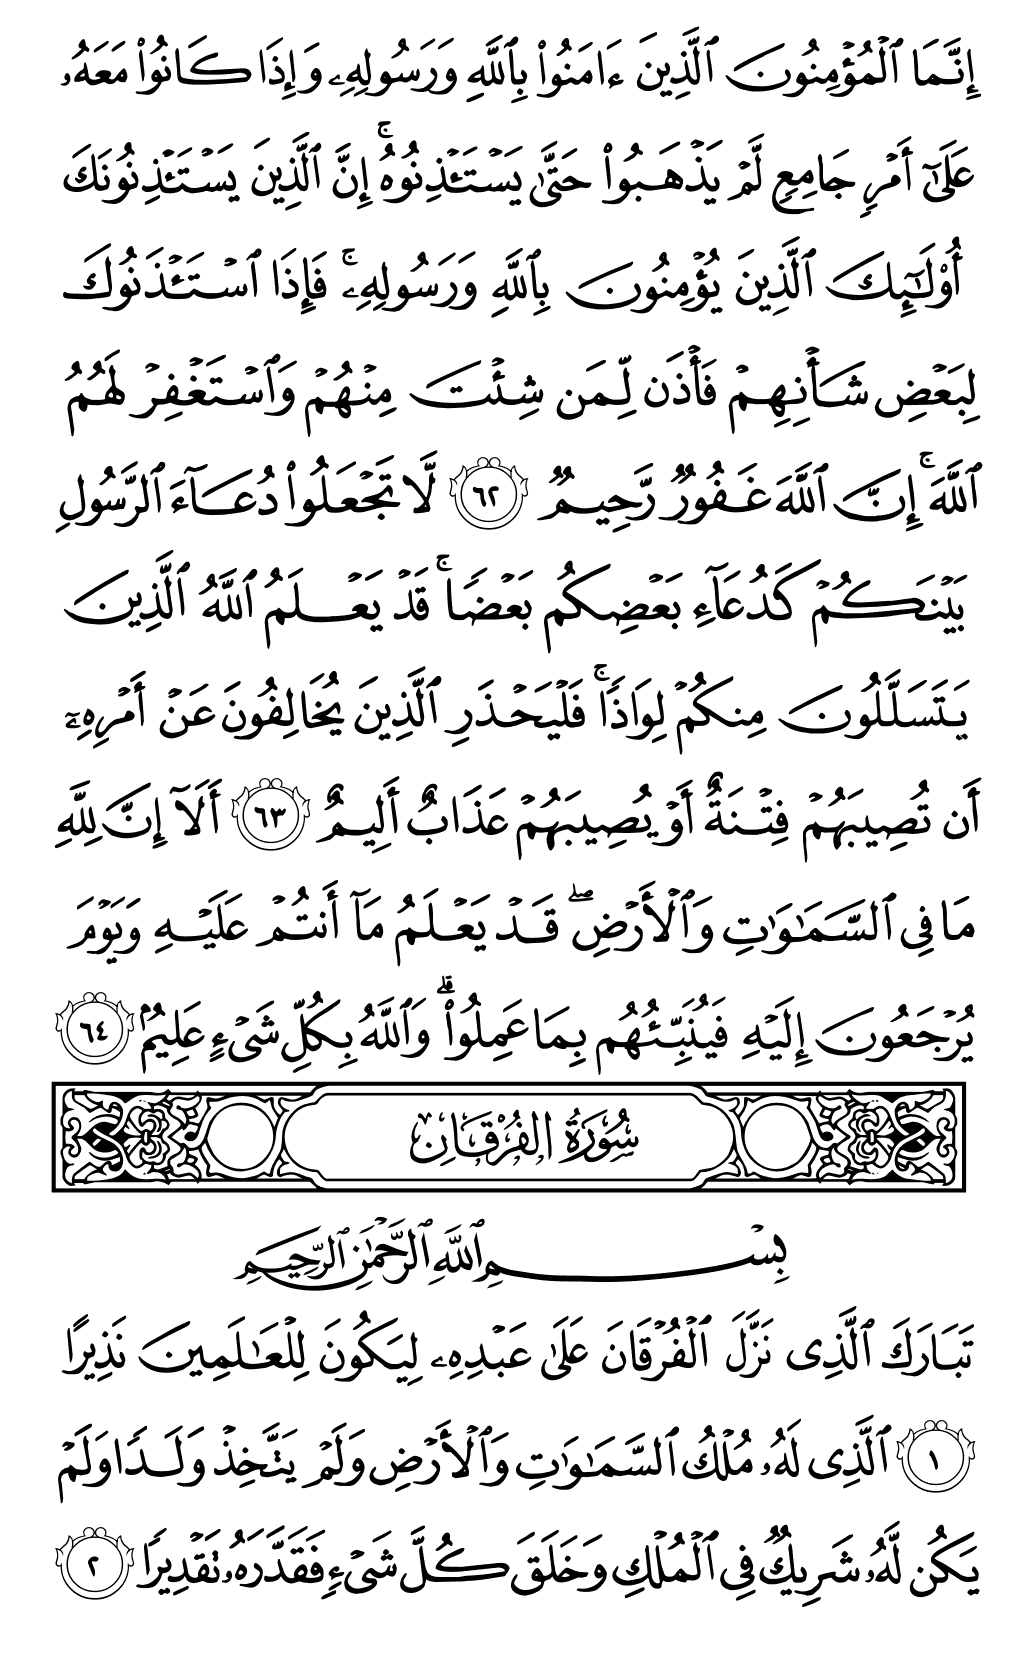 إِنَّمَا ٱلْمُؤْمِنُونَ ٱلَّذِينَ ءَامَنُوا۟ بِٱللَّهِ وَرَسُولِهِۦ وَإِذَا كَانُوا۟ مَعَهُۥ
عَلَىٰٓ أَمْرٍ جَامِعٍ لَّمْ يَذْهَبُوا۟ حَتَّىٰ يَسْتَـْٔذِنُوهُ ۚ إِنَّ ٱلَّذِينَ يَسْتَـْٔذِنُونَكَ
أُو۟لَـٰٓئِكَ ٱلَّذِينَ يُؤْمِنُونَ بِٱللَّهِ وَرَسُولِهِۦ ۚ فَإِذَا ٱسْتَـْٔذَنُوكَ
لِبَعْضِ شَأْنِهِمْ فَأْذَن لِّمَن شِئْتَ مِنْهُمْ وَٱسْتَغْفِرْ لَهُمُ
ٱللَّهَ ۚ إِنَّ ٱللَّهَ غَفُورٌ رَّحِيمٌ ٦٢ لَّا تَجْعَلُوا۟ دُعَآءَ ٱلرَّسُولِ
بَيْنَكُمْ كَدُعَآءِ بَعْضِكُم بَعْضًا ۚ قَدْ يَعْلَمُ ٱللَّهُ ٱلَّذِينَ
يَتَسَلَّلُونَ مِنكُمْ لِوَاذًا ۚ فَلْيَحْذَرِ ٱلَّذِينَ يُخَالِفُونَ عَنْ أَمْرِهِۦٓ
أَن تُصِيبَهُمْ فِتْنَةٌ أَوْ يُصِيبَهُمْ عَذَابٌ أَلِيمٌ ٦٣ أَلَآ إِنَّ لِلَّهِ
مَا فِى ٱلسَّمَـٰوَٰتِ وَٱلْأَرْضِ ۖ قَدْ يَعْلَمُ مَآ أَنتُمْ عَلَيْهِ وَيَوْمَ
يُرْجَعُونَ إِلَيْهِ فَيُنَبِّئُهُم بِمَا عَمِلُوا۟ ۗ وَٱللَّهُ بِكُلِّ شَىْءٍ عَلِيمٌۢ ٦٤
سُورَةُ الفُرْقَانِ
بِسْمِ ٱللَّهِ ٱلرَّحْمَـٰنِ ٱلرَّحِيمِ
تَبَارَكَ ٱلَّذِى نَزَّلَ ٱلْفُرْقَانَ عَلَىٰ عَبْدِهِۦ لِيَكُونَ لِلْعَـٰلَمِينَ نَذِيرًا
١ ٱلَّذِى لَهُۥ مُلْكُ ٱلسَّمَـٰوَٰتِ وَٱلْأَرْضِ وَلَمْ يَتَّخِذْ وَلَدًا وَلَمْ
يَكُن لَّهُۥ شَرِيكٌ فِى ٱلْمُلْكِ وَخَلَقَ كُلَّ شَىْءٍ فَقَدَّرَهُۥ تَقْدِيرًا ٢